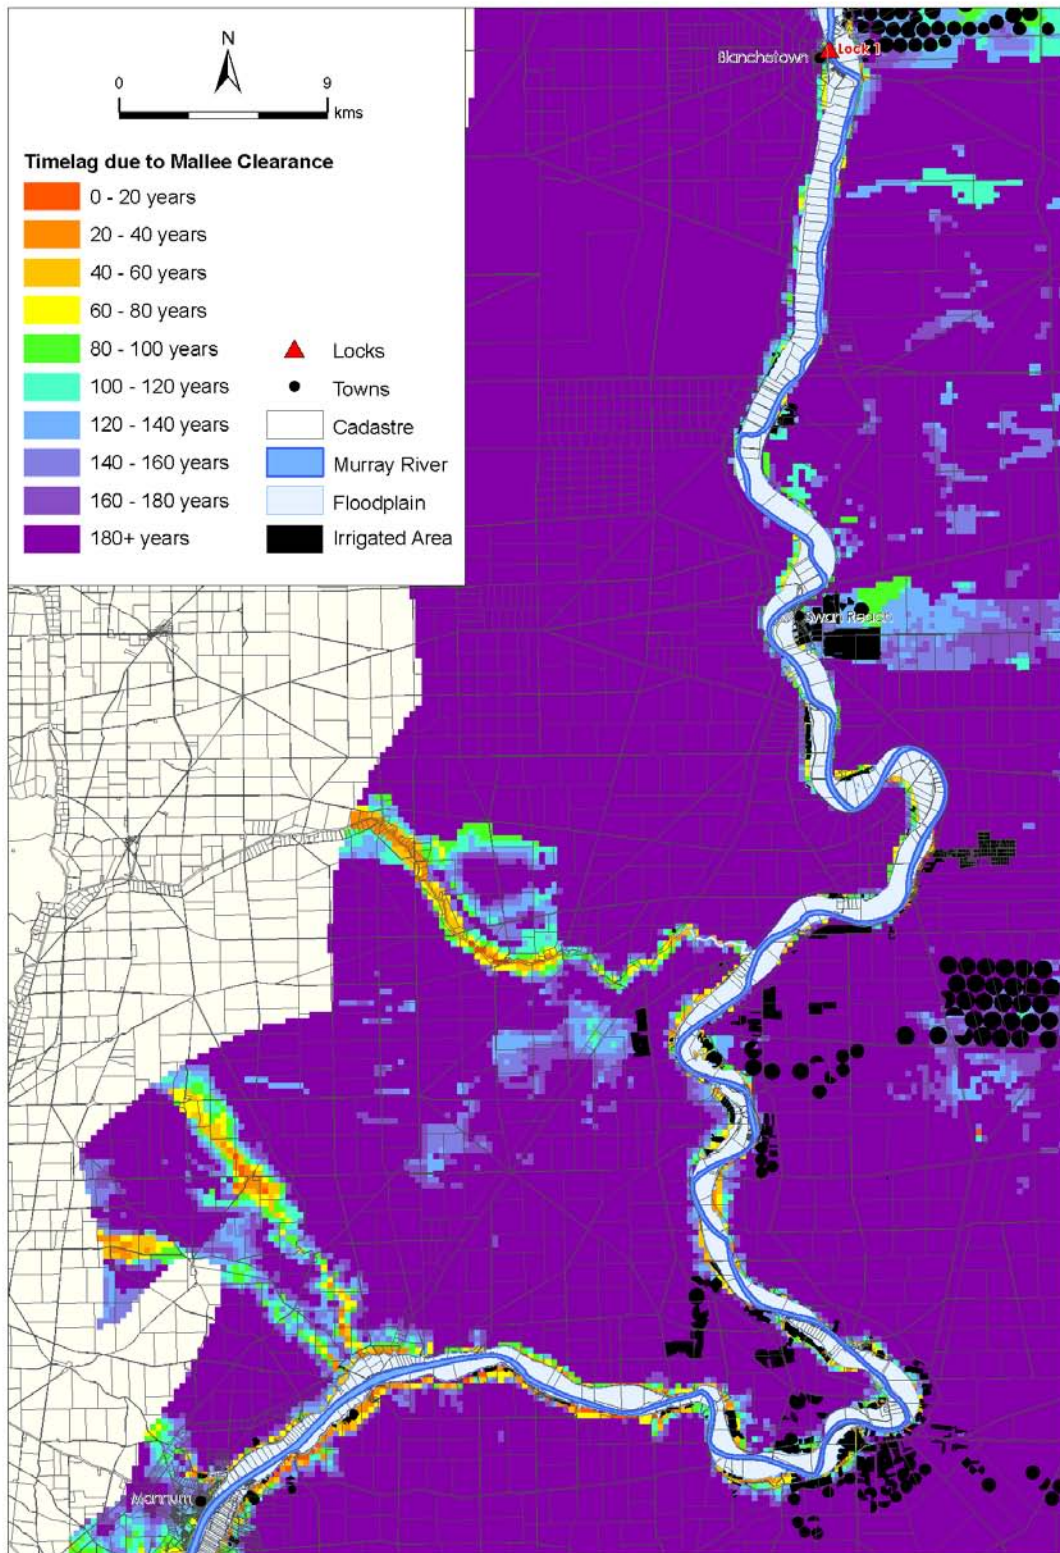 N
0 9
kms
Timelag due to Mallee Clearance
0 - 20 years
20 - 40 years
40 - 60 years
60 - 80 years
80 - 100 years
100 - 120 years
120 - 140 years
140 - 160 years
160 - 180 years
180+ years
Locks
Towns
Cadastre
Murray River
Floodplain
Irrigated Area
Blanchetown
Lock 1
Swan Reach
Mannum